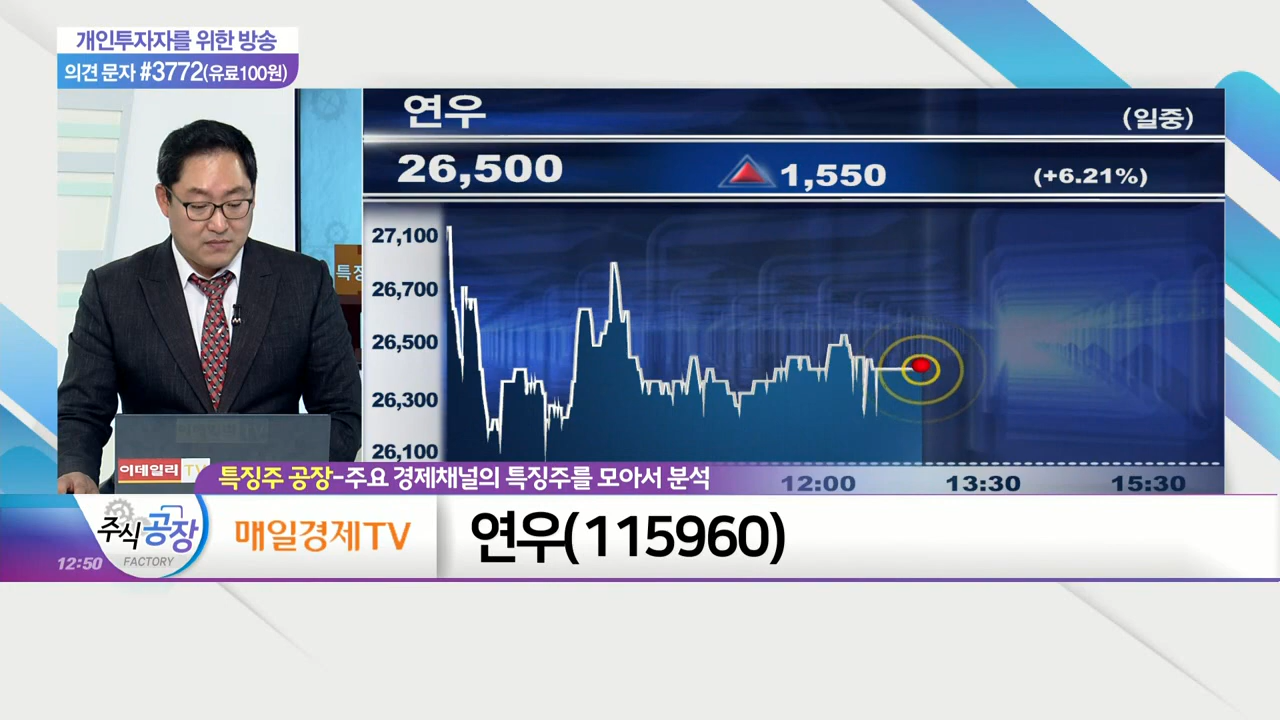 개인투자자를 위한 방송
의견 문자 #3772(유료100원)
연우
(일중)
26,500
1,550
(+6.21%)
27,100
26,700
26,500
26,300
26,100
12:00
13:30
15:30
특징
이데일리 TV
특징주 공장-주요 경제채널의 특징주를 모아서 분석
12:50
주식공장
FACTORY
매일경제TV
연우(115960)